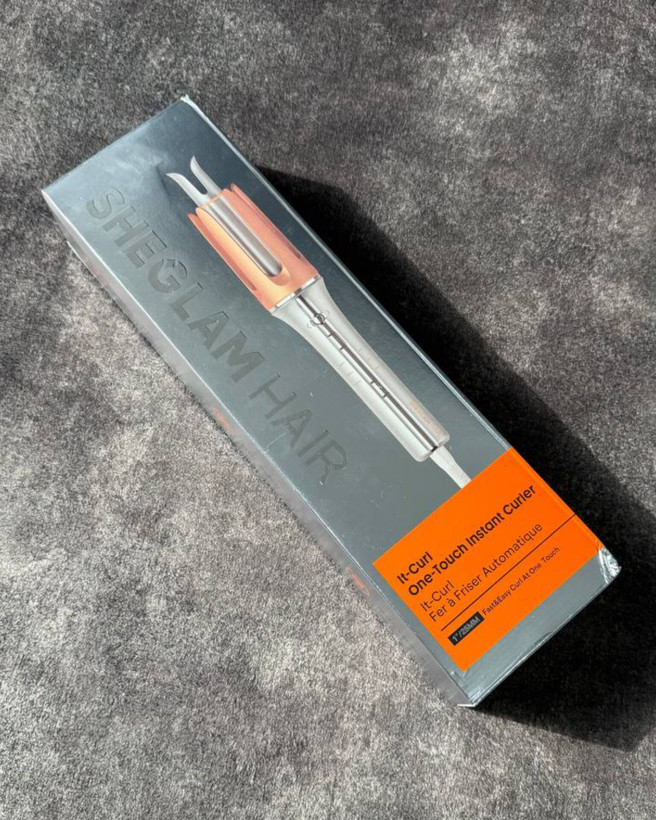 SHEGLAM HAIR
It-Curl
One-Touch Instant Curler
It-Curl
Fer à Friser Automatique
1"/25MM Fast&Easy Curl At One Touch